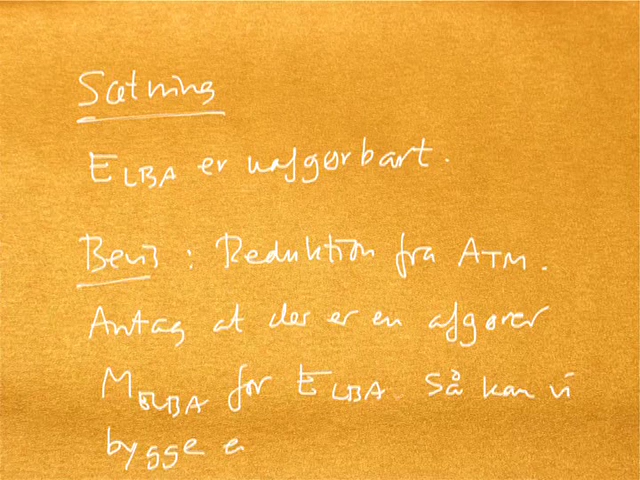 Sætning
E_LBA er uafgørbart.
Bevis : Reduktion fra A_TM.
Antag at der er en afgører
M_ELBA for E_LBA. Så kan vi
bygge e